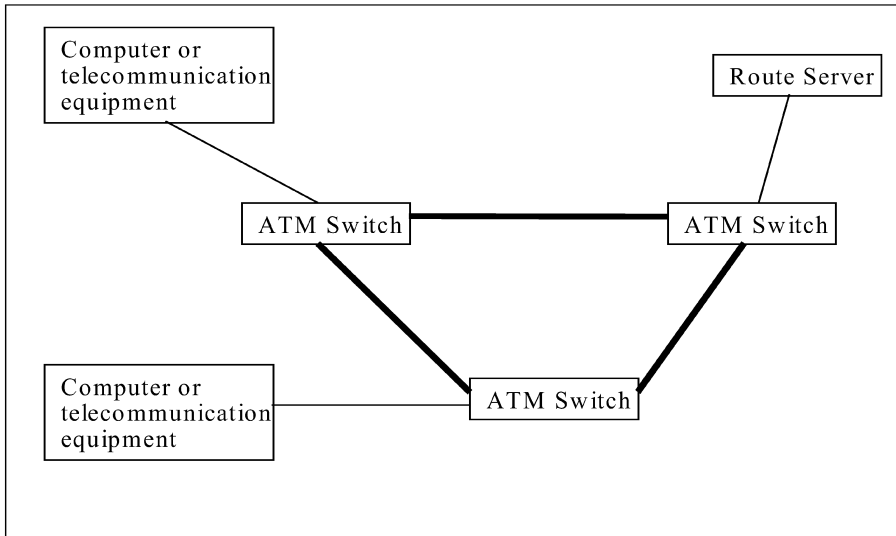 Computer or
telecommunication
equipment
Route Server
ATM Switch
ATM Switch
Computer or
telecommunication
equipment
ATM Switch